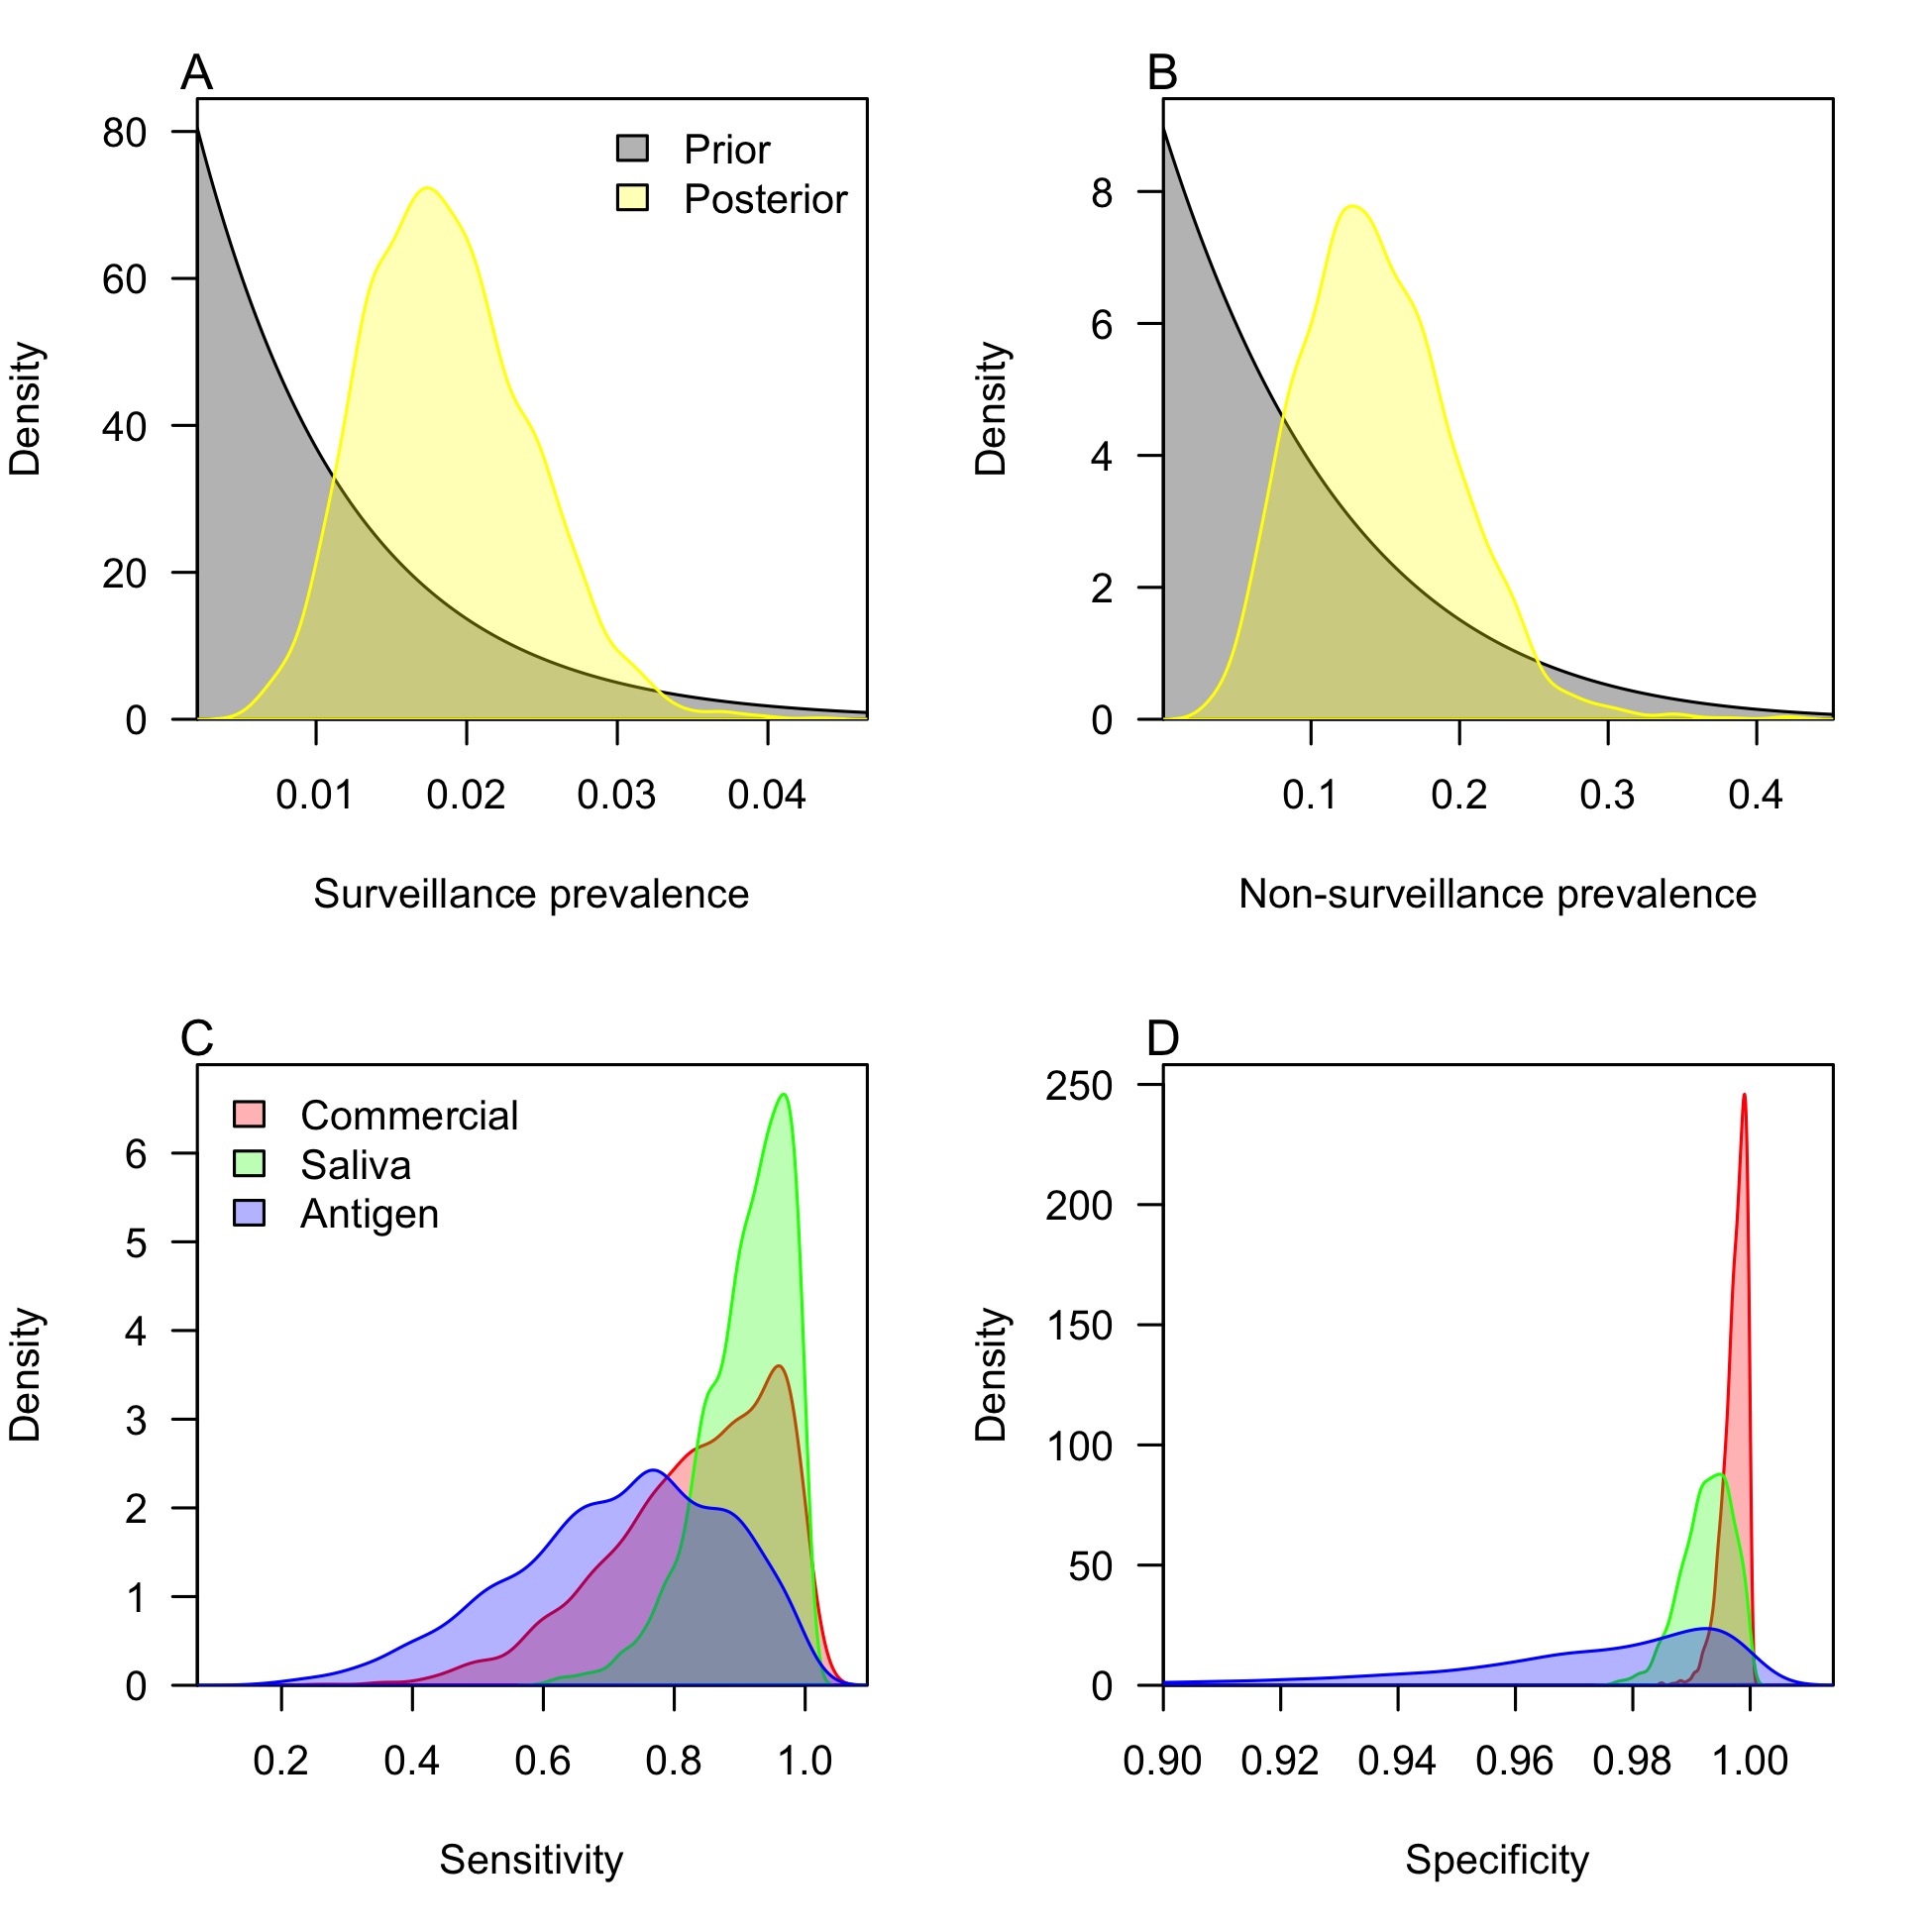 A
Density
80
60
40
20
0
Prior
Posterior
0.01 0.02 0.03 0.04
Surveillance prevalence
B
Density
8
6
4
2
0
0.1 0.2 0.3 0.4
Non-surveillance prevalence
C
Density
6
5
4
3
2
1
0
Commercial
Saliva
Antigen
0.2 0.4 0.6 0.8 1.0
Sensitivity
D
Density
250
200
150
100
50
0
0.90 0.92 0.94 0.96 0.98 1.00
Specificity